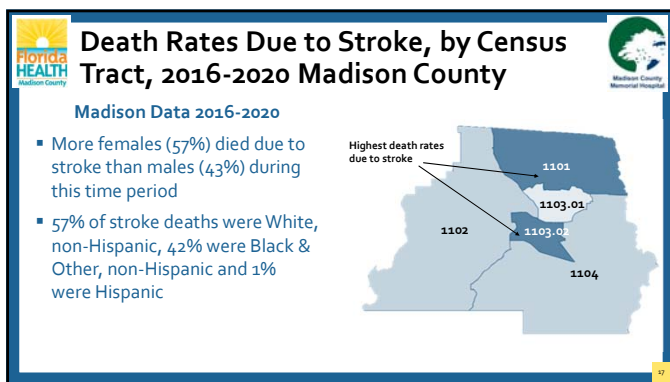 Florida
HEALTH
Madison County
Death Rates Due to Stroke, by Census
Tract, 2016-2020 Madison County
Madison County
Memorial Hospital
Madison Data 2016-2020
▪ More females (57%) died due to
stroke than males (43%) during
this time period
▪ 57% of stroke deaths were White,
non-Hispanic, 42% were Black &
Other, non-Hispanic and 1%
were Hispanic
Highest death rates
due to stroke
1101
1103.01
1102
1103.02
1104
17